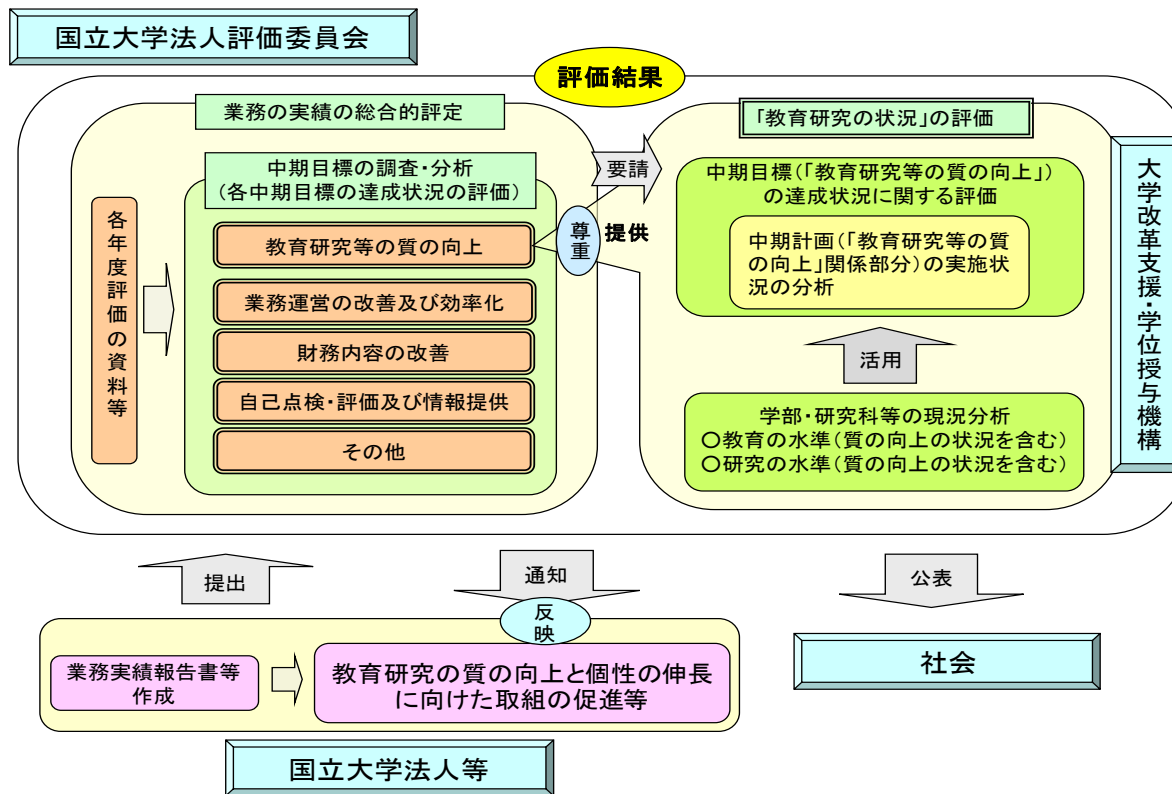 国立大学法人評価委員会
評価結果
業務の実績の総合的評定
中期目標の調査・分析
(各中期目標の達成状況の評価)
各年度評価の資料等
教育研究等の質の向上
業務運営の改善及び効率化
財務内容の改善
自己点検・評価及び情報提供
その他
要請
尊重
提供
「教育研究の状況」の評価
中期目標(「教育研究等の質の向上」)
の達成状況に関する評価
中期計画(「教育研究等の質
の向上」関係部分)の実施状
況の分析
活用
学部・研究科等の現況分析
○教育の水準(質の向上の状況を含む)
○研究の水準(質の向上の状況を含む)
大学改革支援・学位授与機構
提出
通知
公表
反映
業務実績報告書等
作成
教育研究の質の向上と個性の伸長
に向けた取組の促進等
社会
国立大学法人等